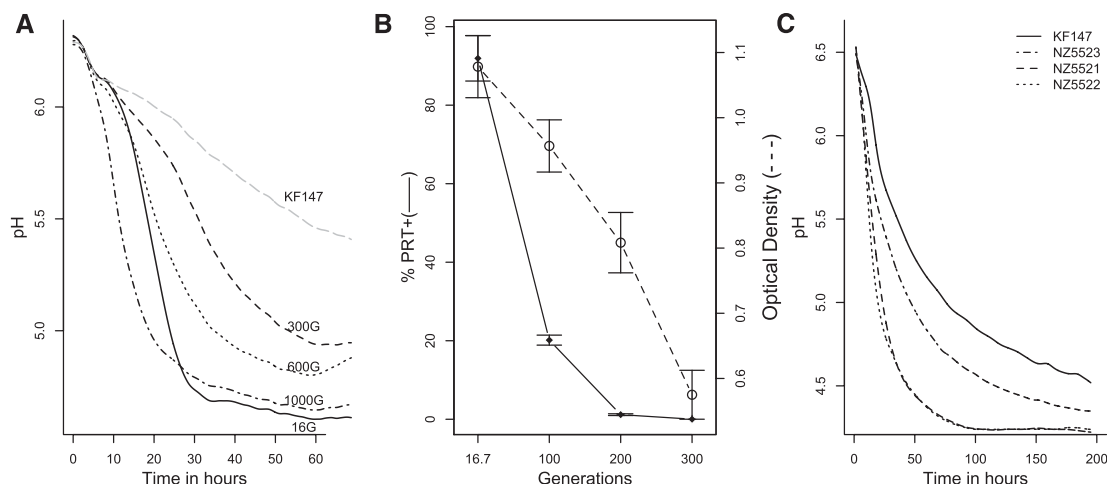 A
pH
6.0
5.5
5.0
KF147
300G
600G
1000G
16G
0 10 20 30 40 50 60
Time in hours
B
% PRT+(——)
100
80
60
40
20
0
16.7 100 200 300
Generations
1.1
1.0
0.9
0.8
0.7
0.6
Optical Density (---)
C
KF147
NZ5523
NZ5521
NZ5522
pH
6.5
6.0
5.5
5.0
4.5
0 50 100 150 200
Time in hours